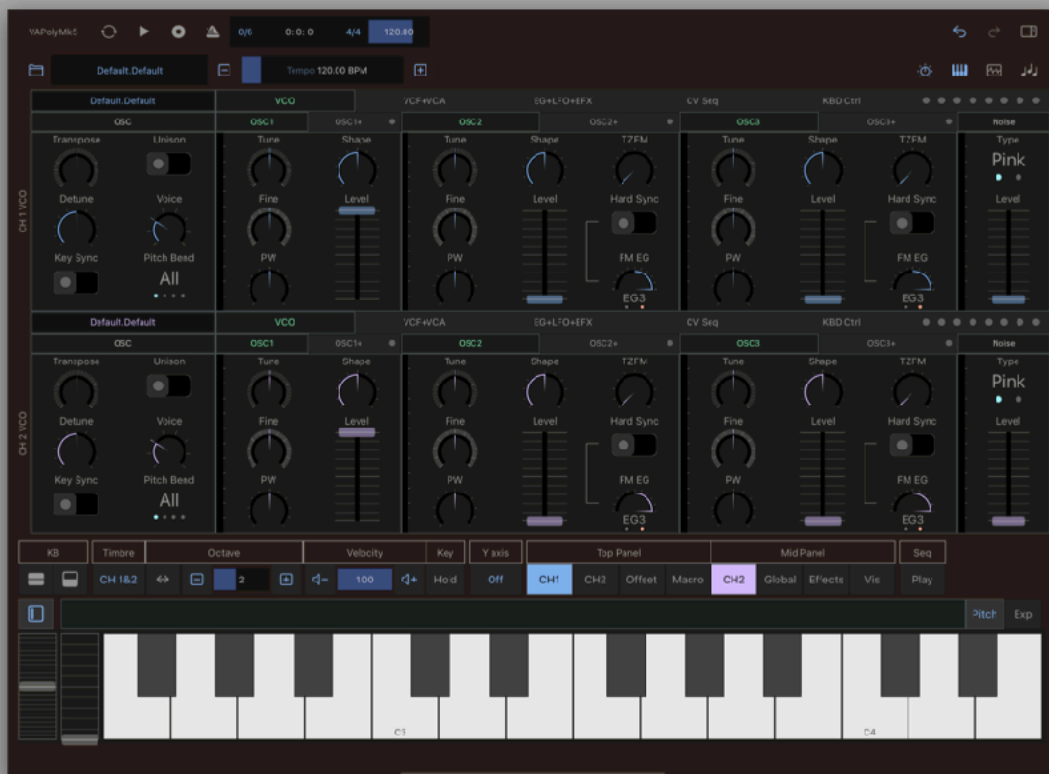 YAPolyMk5 0/6 0:0:0 4/4 120.00
Default.Default Tempo 120.00 BPM
Default.Default VCO VCF+VCA EG+LFO+EFX CV Seq KBD Ctrl
OSC OSC1 OSC1+ OSC2 OSC2+ OSC3 OSC3+ Noise
Transpose Unison Tune Shape Tune Shape TZFM Tune Shape TZFM Type
Pink
CH 1 VCO
Detune Voice Fine Level Fine Level Hard Sync Fine Level Hard Sync Level
Key Sync Pitch Bend PW PW FM EG PW FM EG
All EG3 EG3
Default.Default VCO VCF+VCA EG+LFO+EFX CV Seq KBD Ctrl
OSC OSC1 OSC1+ OSC2 OSC2+ OSC3 OSC3+ Noise
Transpose Unison Tune Shape Tune Shape TZFM Tune Shape TZFM Type
Pink
CH 2 VCO
Detune Voice Fine Level Fine Level Hard Sync Fine Level Hard Sync Level
Key Sync Pitch Bend PW PW FM EG PW FM EG
All EG3 EG3
KB Timbre Octave Velocity Key Y axis Top Panel Mid Panel Seq
CH 1&2 2 100 Hold Off CH1 CH2 Offset Macro CH2 Global Effects Vis Play
Pitch Exp
C3 C4